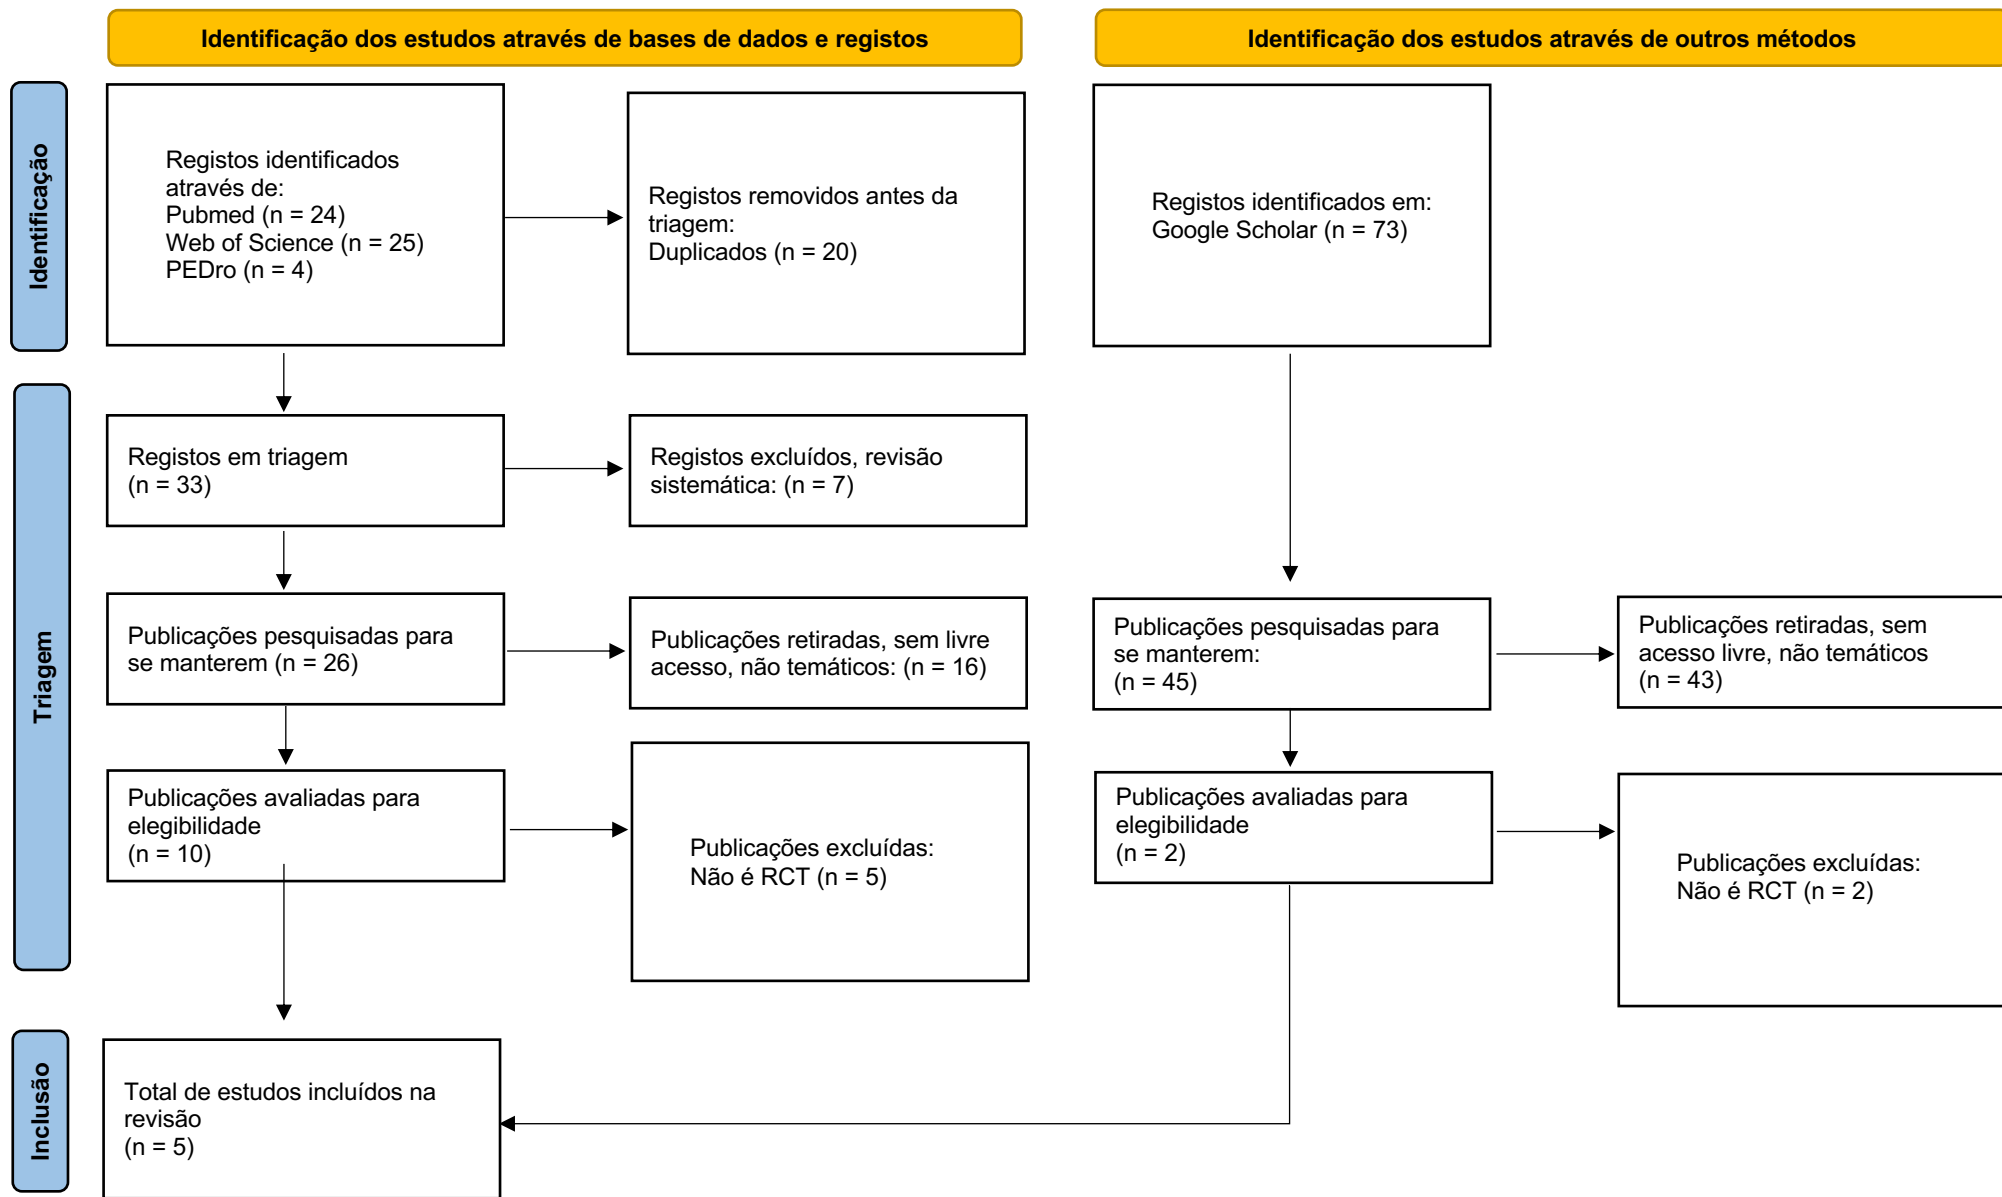 Identificação dos estudos através de bases de dados e registos
Identificação dos estudos através de outros métodos
Identificação
Registos identificados
através de:
Pubmed (n = 24)
Web of Science (n = 25)
PEDro (n = 4)
Registos removidos antes da
triagem:
Duplicados (n = 20)
Registos identificados em:
Google Scholar (n = 73)
Triagem
Registos em triagem
(n = 33)
Registos excluídos, revisão
sistemática: (n = 7)
Publicações pesquisadas para
se manterem (n = 26)
Publicações retiradas, sem livre
acesso, não temáticos: (n = 16)
Publicações pesquisadas para
se manterem:
(n = 45)
Publicações retiradas, sem
acesso livre, não temáticos
(n = 43)
Publicações avaliadas para
elegibilidade
(n = 10)
Publicações excluídas:
Não é RCT (n = 5)
Publicações avaliadas para
elegibilidade
(n = 2)
Publicações excluídas:
Não é RCT (n = 2)
Inclusão
Total de estudos incluídos na
revisão
(n = 5)